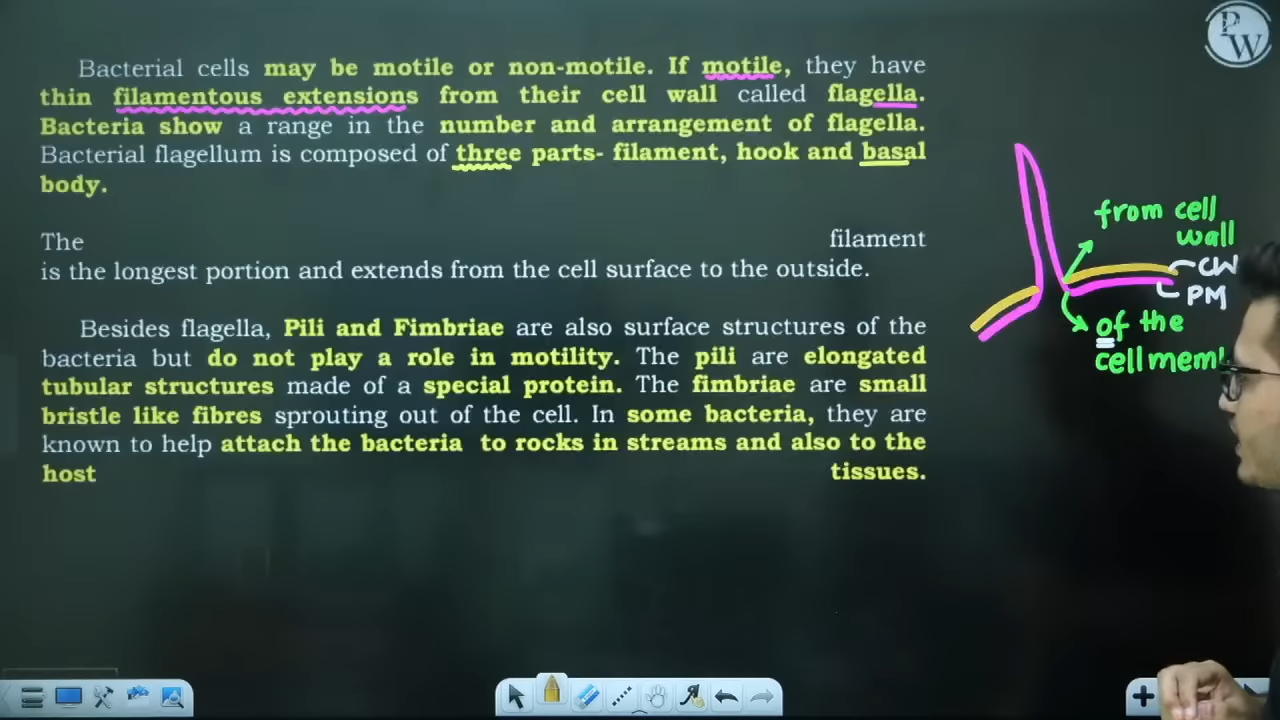 PW
Bacterial cells may be motile or non-motile. If motile, they have
thin filamentous extensions from their cell wall called flagella.
Bacteria show a range in the number and arrangement of flagella.
Bacterial flagellum is composed of three parts- filament, hook and basal
body.
The filament
is the longest portion and extends from the cell surface to the outside.
Besides flagella, Pili and Fimbriae are also surface structures of the
bacteria but do not play a role in motility. The pili are elongated
tubular structures made of a special protein. The fimbriae are small
bristle like fibres sprouting out of the cell. In some bacteria, they are
known to help attach the bacteria to rocks in streams and also to the
host tissues.
from cell
wall
CW
PM
of the
cell mem